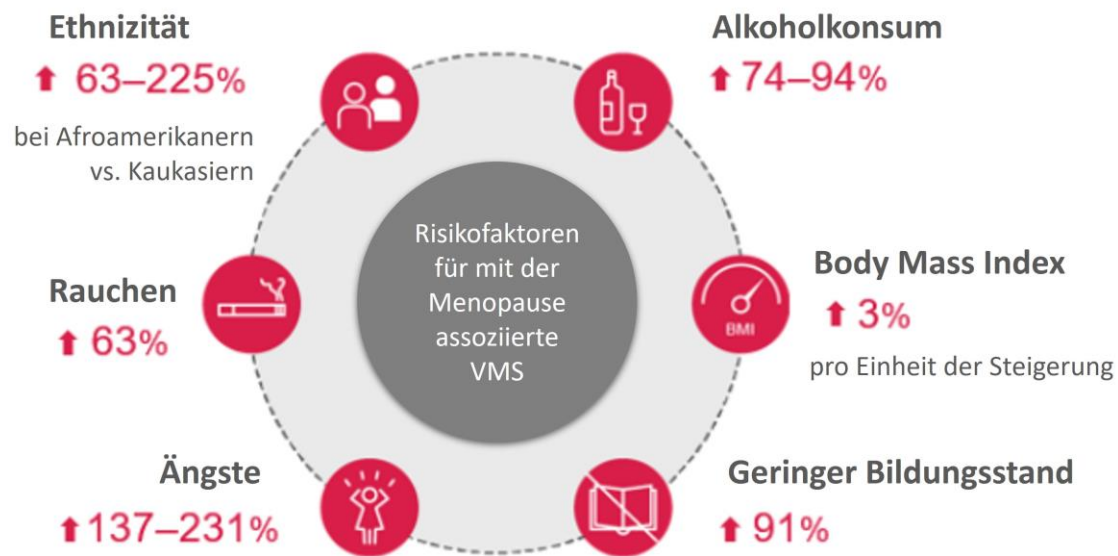 Ethnizität
⬆ 63–225%
bei Afroamerikanern
vs. Kaukasiern
Alkoholkonsum
⬆ 74–94%
Rauchen
⬆ 63%
Risikofaktoren
für mit der
Menopause
assoziierte
VMS
BMI
Body Mass Index
⬆ 3%
pro Einheit der Steigerung
Ängste
⬆ 137–231%
Geringer Bildungsstand
⬆ 91%